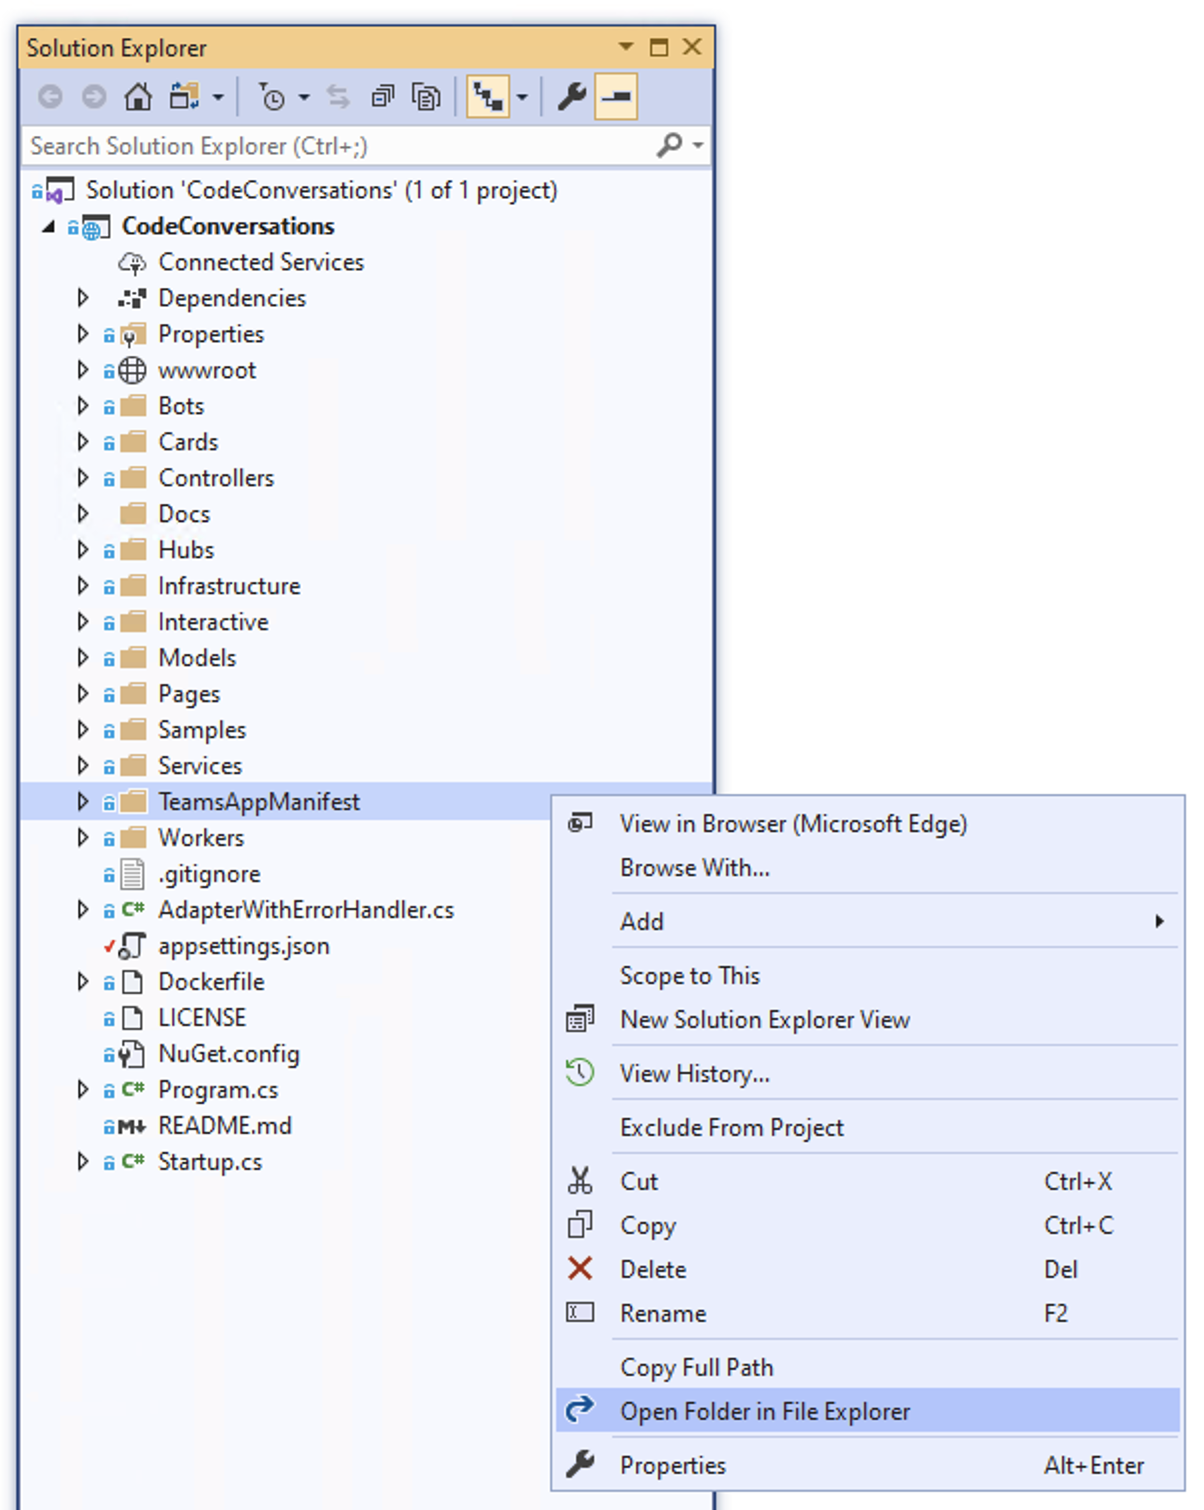 Solution Explorer
Search Solution Explorer (Ctrl+;)
Solution 'CodeConversations' (1 of 1 project)
CodeConversations
Connected Services
Dependencies
Properties
wwwroot
Bots
Cards
Controllers
Docs
Hubs
Infrastructure
Interactive
Models
Pages
Samples
Services
TeamsAppManifest
Workers
.gitignore
C# AdapterWithErrorHandler.cs
appsettings.json
Dockerfile
LICENSE
NuGet.config
C# Program.cs
M↓ README.md
C# Startup.cs
View in Browser (Microsoft Edge)
Browse With...
Add
Scope to This
New Solution Explorer View
View History...
Exclude From Project
Cut Ctrl+X
Copy Ctrl+C
Delete Del
Rename F2
Copy Full Path
Open Folder in File Explorer
Properties Alt+Enter